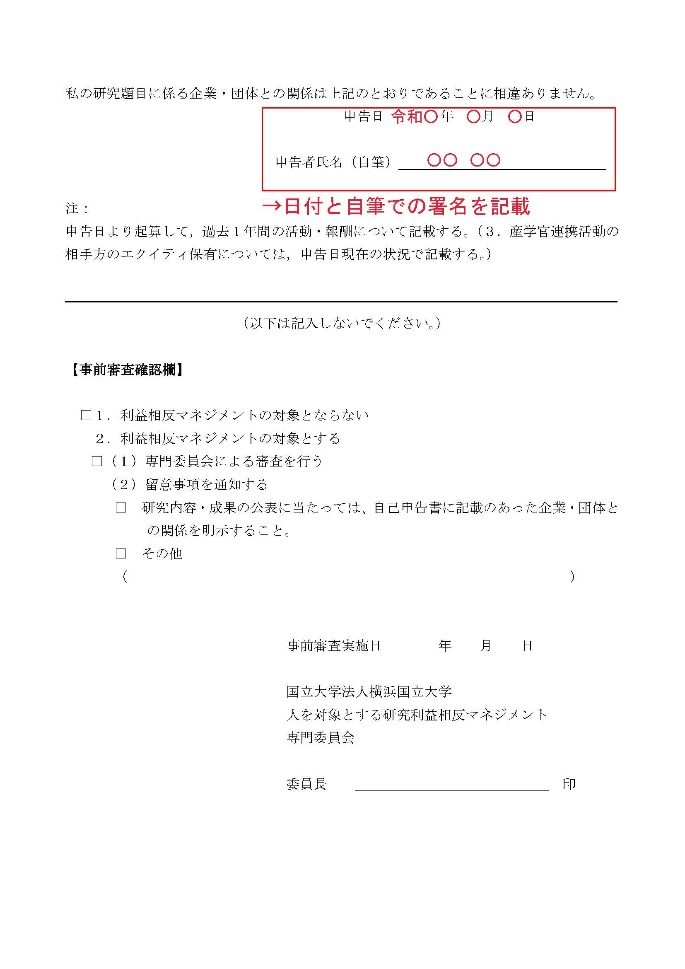 私の研究題目に係る企業・団体との関係は上記のとおりであることに相違ありません。
申告日 令和〇年 〇月 〇日
申告者氏名（自筆） 〇〇 〇〇
→日付と自筆での署名を記載
注：
申告日より起算して，過去１年間の活動・報酬について記載する。（３．産学官連携活動の
相手方のエクイティ保有については，申告日現在の状況で記載する。）
（以下は記入しないでください。）
【事前審査確認欄】
□１．利益相反マネジメントの対象とならない
２．利益相反マネジメントの対象とする
□（１）専門委員会による審査を行う
（２）留意事項を通知する
□ 研究内容・成果の公表に当たっては、自己申告書に記載のあった企業・団体と
の関係を明示すること。
□ その他
（ ）
事前審査実施日 年 月 日
国立大学法人横浜国立大学
人を対象とする研究利益相反マネジメント
専門委員会
委員長 印